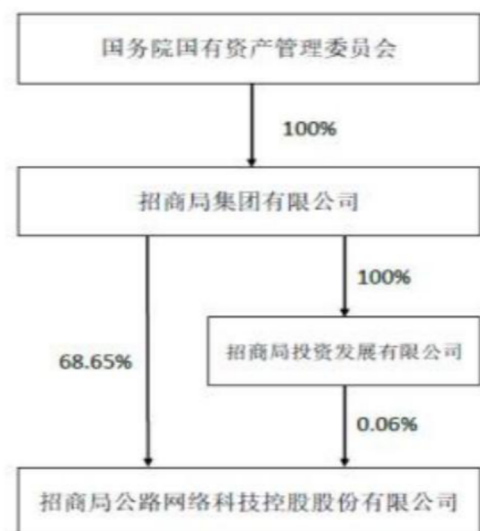 国务院国有资产管理委员会
100%
招商局集团有限公司
100%
招商局投资发展有限公司
68.65%
0.06%
招商局公路网络科技控股股份有限公司